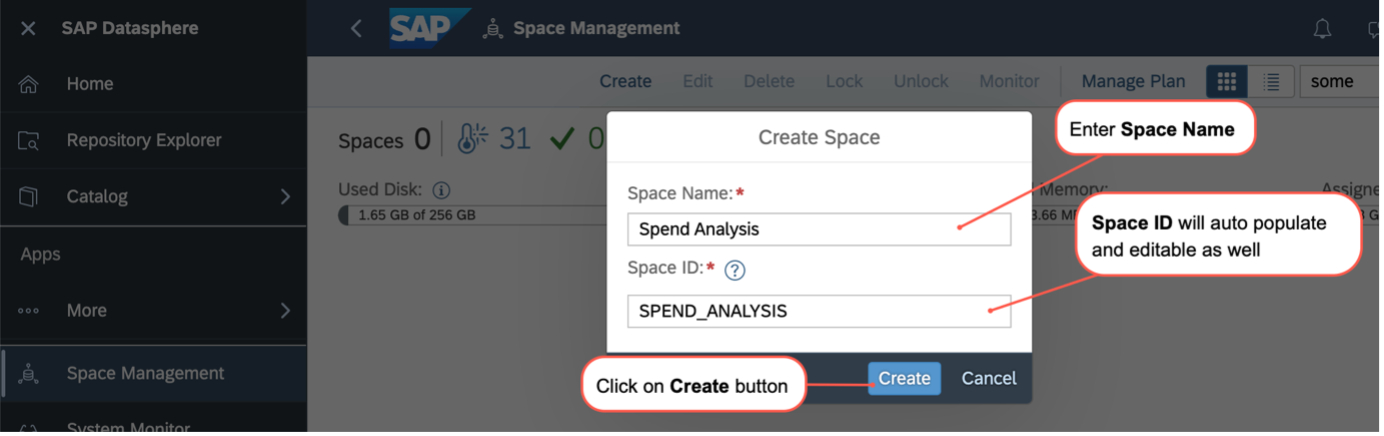 SAP Datasphere
SAP Space Management
Home
Create Edit Delete Lock Unlock Monitor Manage Plan some
Repository Explorer
Spaces 0 31 0
Create Space
Enter Space Name
Catalog
Used Disk:
Space Name:*
Memory:
1.65 GB of 256 GB
Spend Analysis
Space ID will auto populate
and editable as well
Apps
Space ID:* ?
More
SPEND_ANALYSIS
Space Management
Click on Create button
Create Cancel
System Monitor